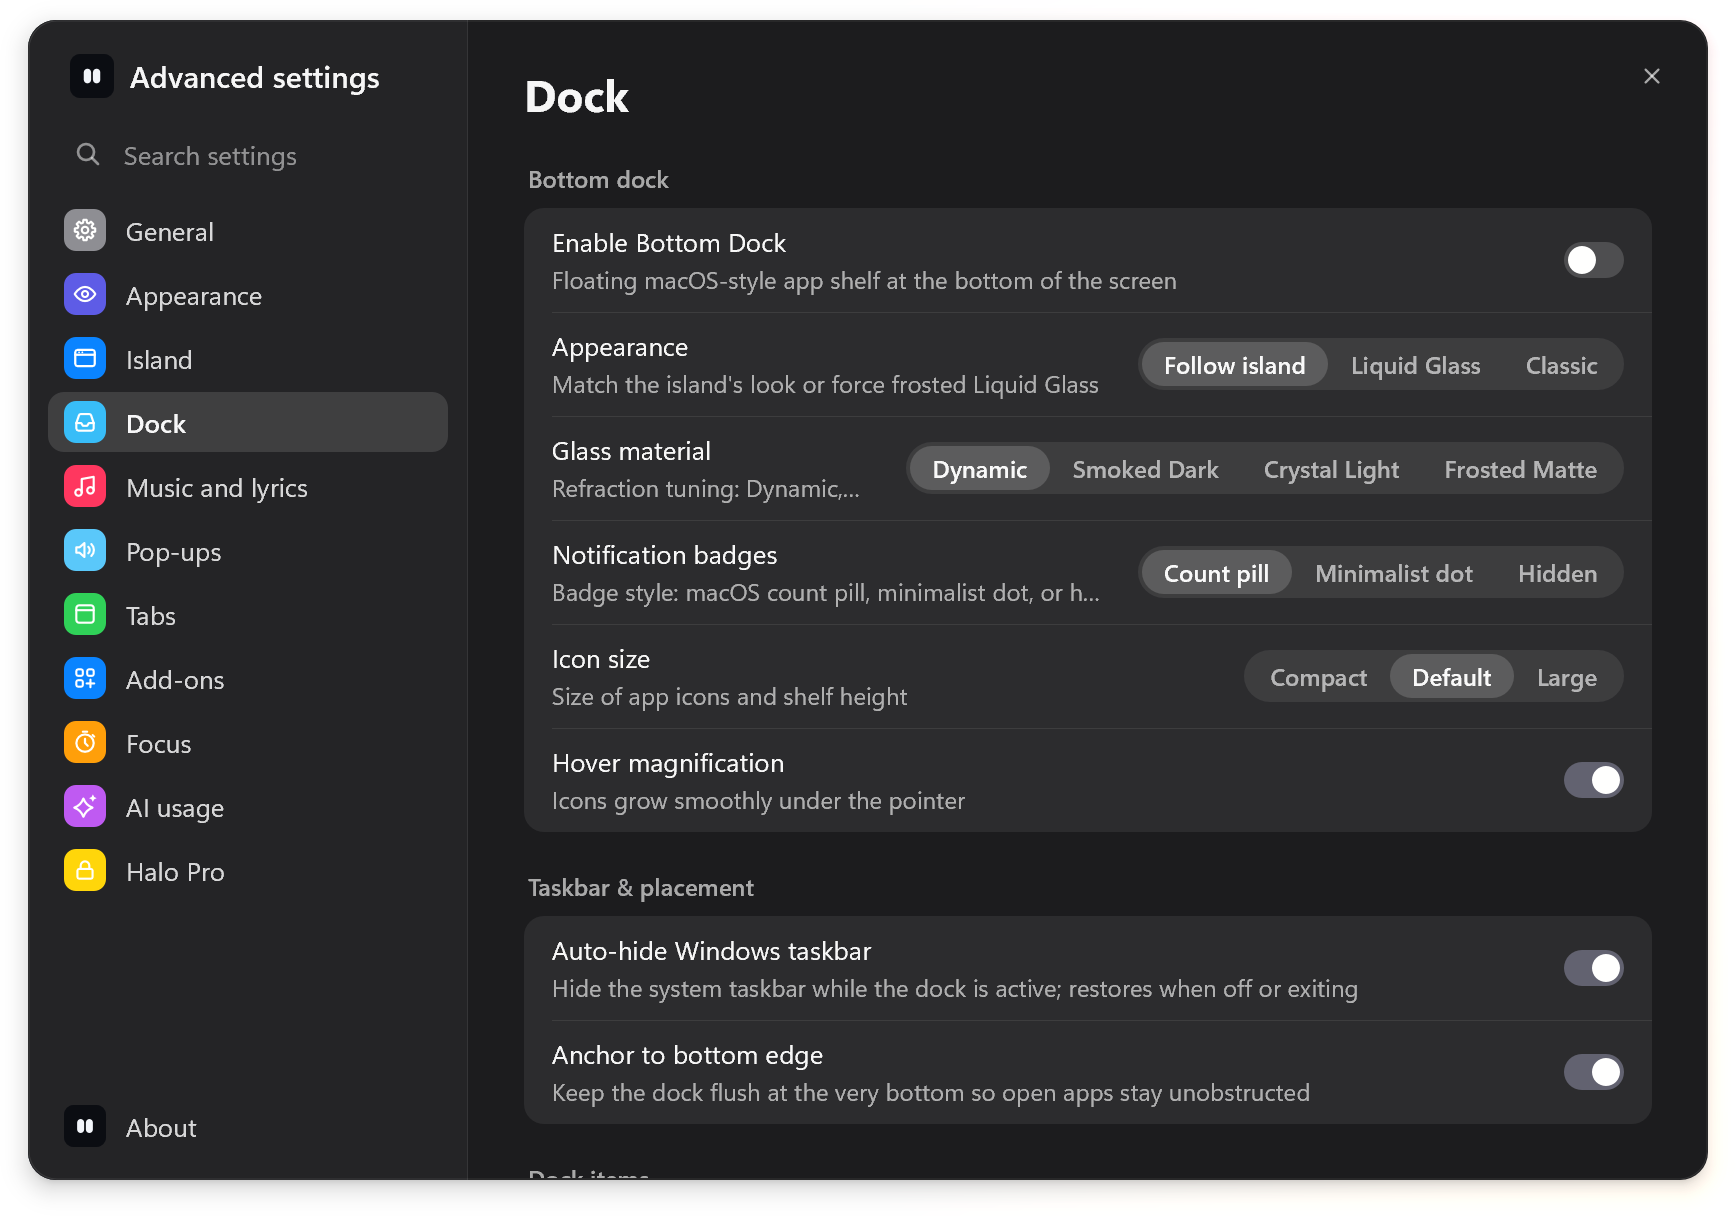 Advanced settings
Search settings
General
Appearance
Island
Dock
Music and lyrics
Pop-ups
Tabs
Add-ons
Focus
AI usage
Halo Pro
About
Dock
Bottom dock
Enable Bottom Dock
Floating macOS-style app shelf at the bottom of the screen
Appearance
Match the island's look or force frosted Liquid Glass
Follow island Liquid Glass Classic
Glass material
Refraction tuning: Dynamic,...
Dynamic Smoked Dark Crystal Light Frosted Matte
Notification badges
Badge style: macOS count pill, minimalist dot, or h...
Count pill Minimalist dot Hidden
Icon size
Size of app icons and shelf height
Compact Default Large
Hover magnification
Icons grow smoothly under the pointer
Taskbar & placement
Auto-hide Windows taskbar
Hide the system taskbar while the dock is active; restores when off or exiting
Anchor to bottom edge
Keep the dock flush at the very bottom so open apps stay unobstructed
Dock items